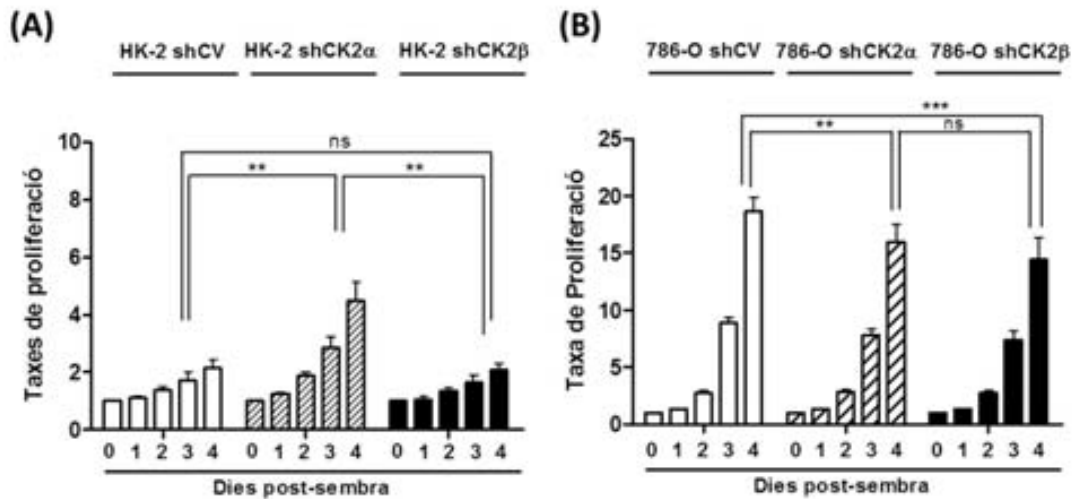 (A)
HK-2 shCV HK-2 shCK2α HK-2 shCK2β
ns
** **
Taxes de proliferació
10
8
6
4
2
0
0 1 2 3 4 0 1 2 3 4 0 1 2 3 4
Dies post-sembra
(B)
786-O shCV 786-O shCK2α 786-O shCK2β
***
** ns
Taxa de Proliferació
25
20
15
10
5
0
0 1 2 3 4 0 1 2 3 4 0 1 2 3 4
Dies post-sembra